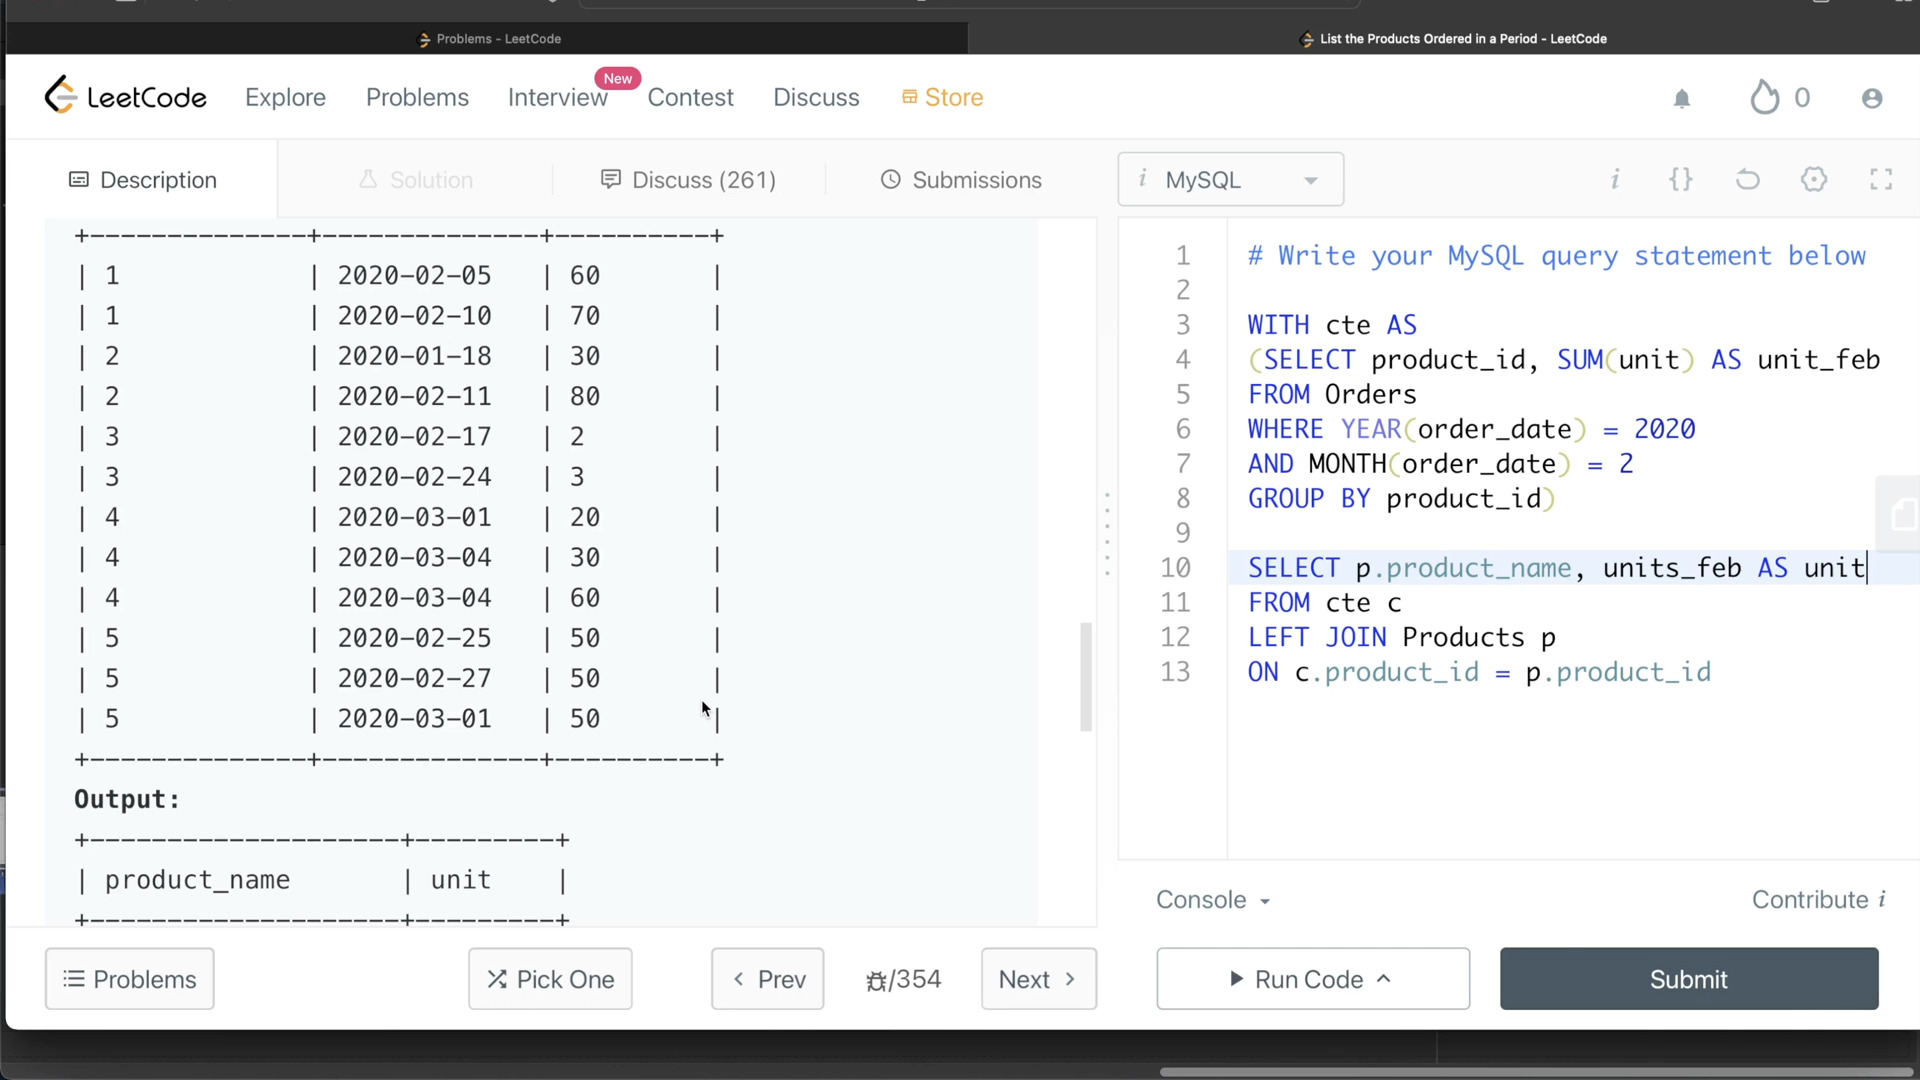 Problems - LeetCode
List the Products Ordered in a Period - LeetCode
LeetCode Explore Problems Interview New Contest Discuss Store 0
Description Solution Discuss (261) Submissions
i MySQL i {}
+--------------+--------------+----------+
| 1 | 2020-02-05 | 60 |
| 1 | 2020-02-10 | 70 |
| 2 | 2020-01-18 | 30 |
| 2 | 2020-02-11 | 80 |
| 3 | 2020-02-17 | 2 |
| 3 | 2020-02-24 | 3 |
| 4 | 2020-03-01 | 20 |
| 4 | 2020-03-04 | 30 |
| 4 | 2020-03-04 | 60 |
| 5 | 2020-02-25 | 50 |
| 5 | 2020-02-27 | 50 |
| 5 | 2020-03-01 | 50 |
+--------------+--------------+----------+
Output:
+--------------------+---------+
| product_name | unit |
+--------------------+---------+
1 # Write your MySQL query statement below
2
3 WITH cte AS
4 (SELECT product_id, SUM(unit) AS unit_feb
5 FROM Orders
6 WHERE YEAR(order_date) = 2020
7 AND MONTH(order_date) = 2
8 GROUP BY product_id)
9
10 SELECT p.product_name, units_feb AS unit
11 FROM cte c
12 LEFT JOIN Products p
13 ON c.product_id = p.product_id
Console Contribute i
Problems Pick One Prev /354 Next Run Code Submit